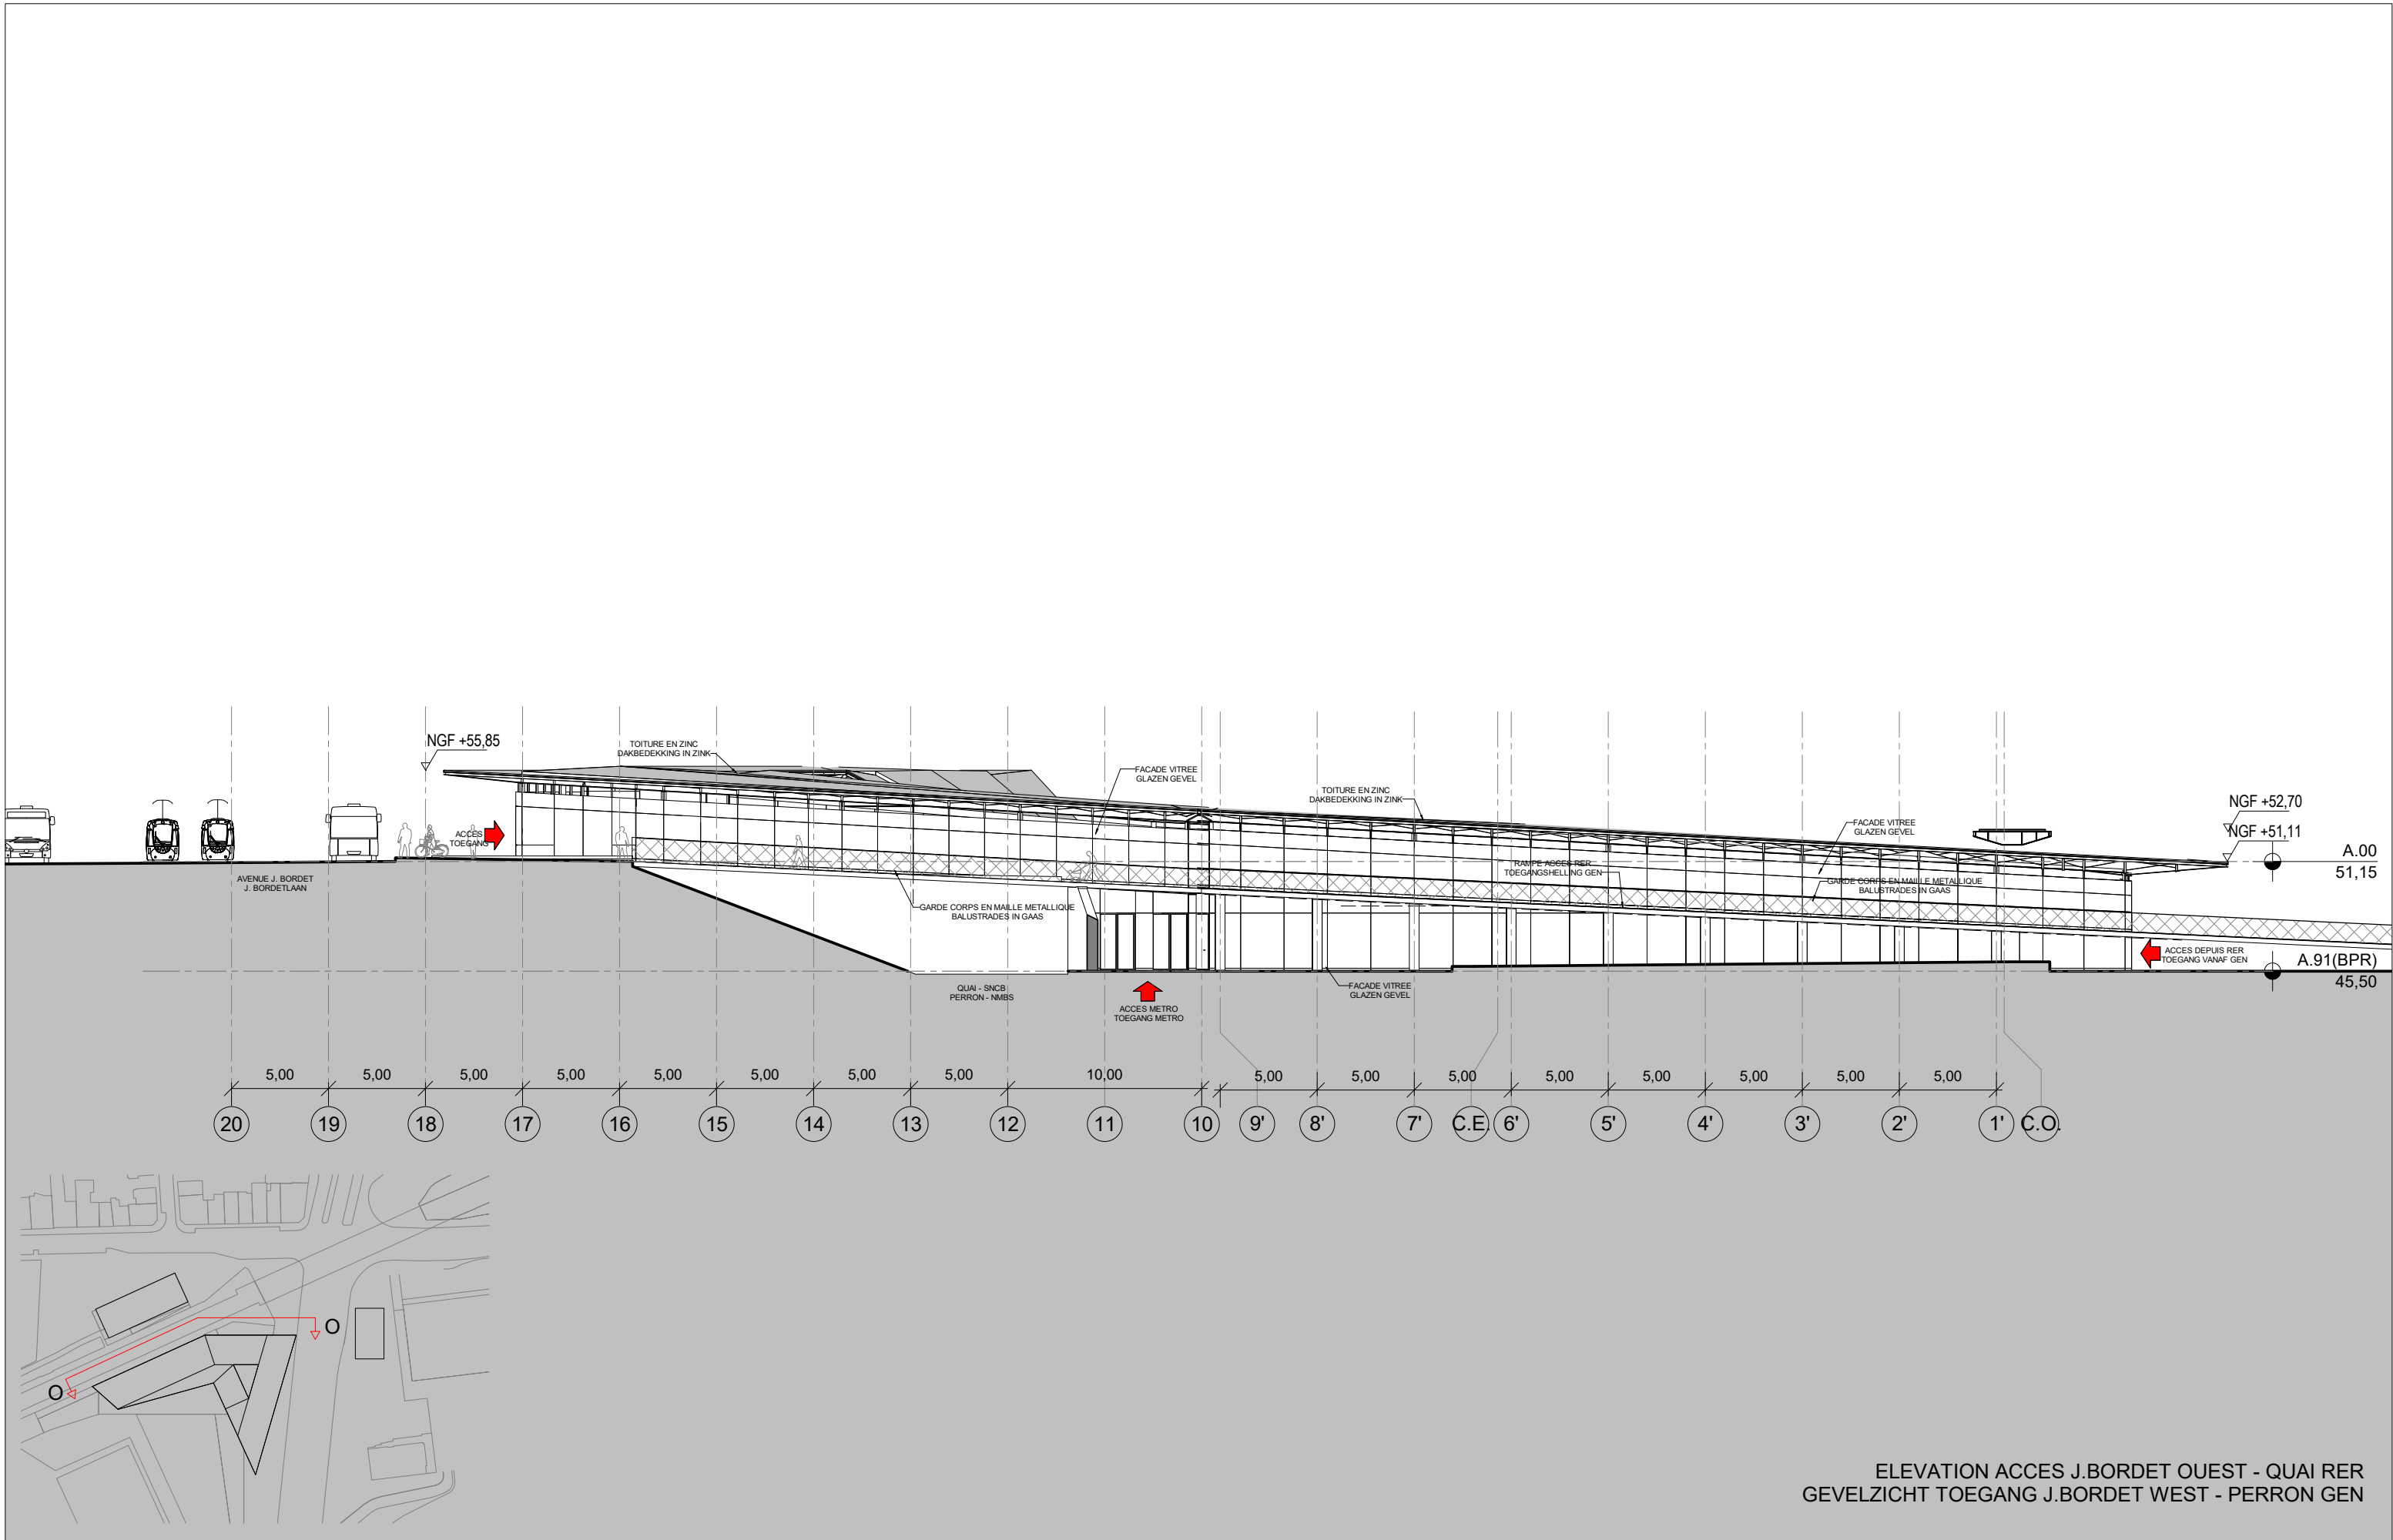 NGF +55,85
TOITURE EN ZINC
DAKBEDEKKING IN ZINK
FACADE VITREE
GLAZEN GEVEL
TOITURE EN ZINC
DAKBEDEKKING IN ZINK
NGF +52,70
FACADE VITREE
GLAZEN GEVEL
NGF +51,11
ACCES
TOEGANG
A.00
51,15
RAMPE ACCES RER
TOEGANGSHELLING GEN
AVENUE J. BORDET
J. BORDETLAAN
GARDE CORPS EN MAILLE METALLIQUE
BALUSTRADES IN GAAS
GARDE CORPS EN MAILLE METALLIQUE
BALUSTRADES IN GAAS
ACCES DEPUIS RER
TOEGANG VANAF GEN
A.91(BPR)
45,50
QUAI - SNCB
PERRON - NMBS
FACADE VITREE
GLAZEN GEVEL
ACCES METRO
TOEGANG METRO
5,00 5,00 5,00 5,00 5,00 5,00 5,00 5,00 10,00 5,00 5,00 5,00 5,00 5,00 5,00 5,00 5,00
20 19 18 17 16 15 14 13 12 11 10 9' 8' 7' C.E. 6' 5' 4' 3' 2' 1' C.O.
O
O
ELEVATION ACCES J.BORDET OUEST - QUAI RER
GEVELZICHT TOEGANG J.BORDET WEST - PERRON GEN